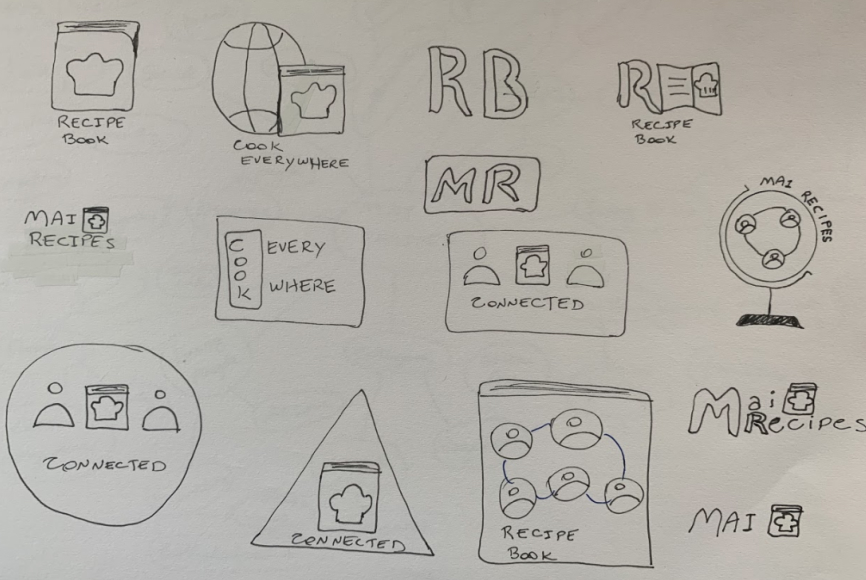 RECIPE
BOOK
COOK
EVERYWHERE
RB
R
RECIPE
BOOK
MR
MAI
RECIPES
COOK
EVERY
WHERE
CONNECTED
MAI RECIPES
CONNECTED
CONNECTED
RECIPE
BOOK
Mai
Recipes
MAI